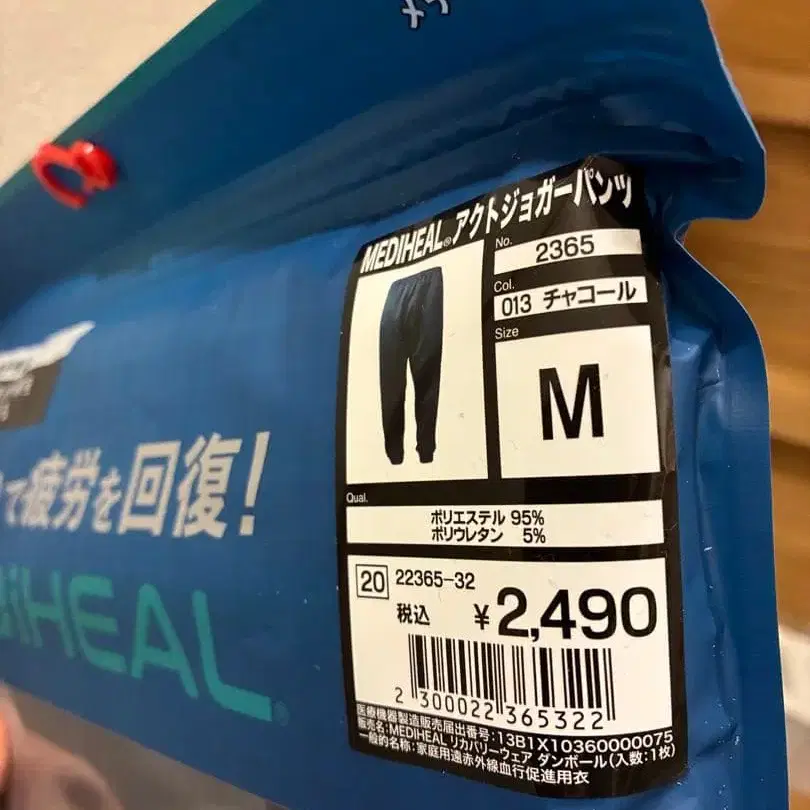 MEDIHEAL® アクトジョガーパンツ
No.
2365
Col.
013 チャコール
Size
M
Qual.
ポリエステル 95%
ポリウレタン 5%
20 22365-32
税込 ¥2,490
2 300022 365322
医療機器製造販売届出番号:13B1X10360000075
販売名:MEDIHEAL リカバリーウェア ダンボール(入数:1枚)
一般的名称:家庭用遠赤外線血行促進用衣
で疲労を回復!
iHEAL®